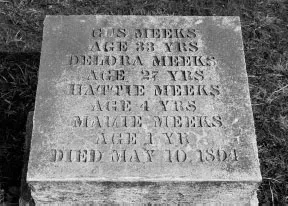 GUS MEEKS
AGE 33 YRS
DELORA MEEKS
AGE 27 YRS
HATTIE MEEKS
AGE 4 YRS
MAMIE MEEKS
AGE 1 YR
DIED MAY 10, 1894